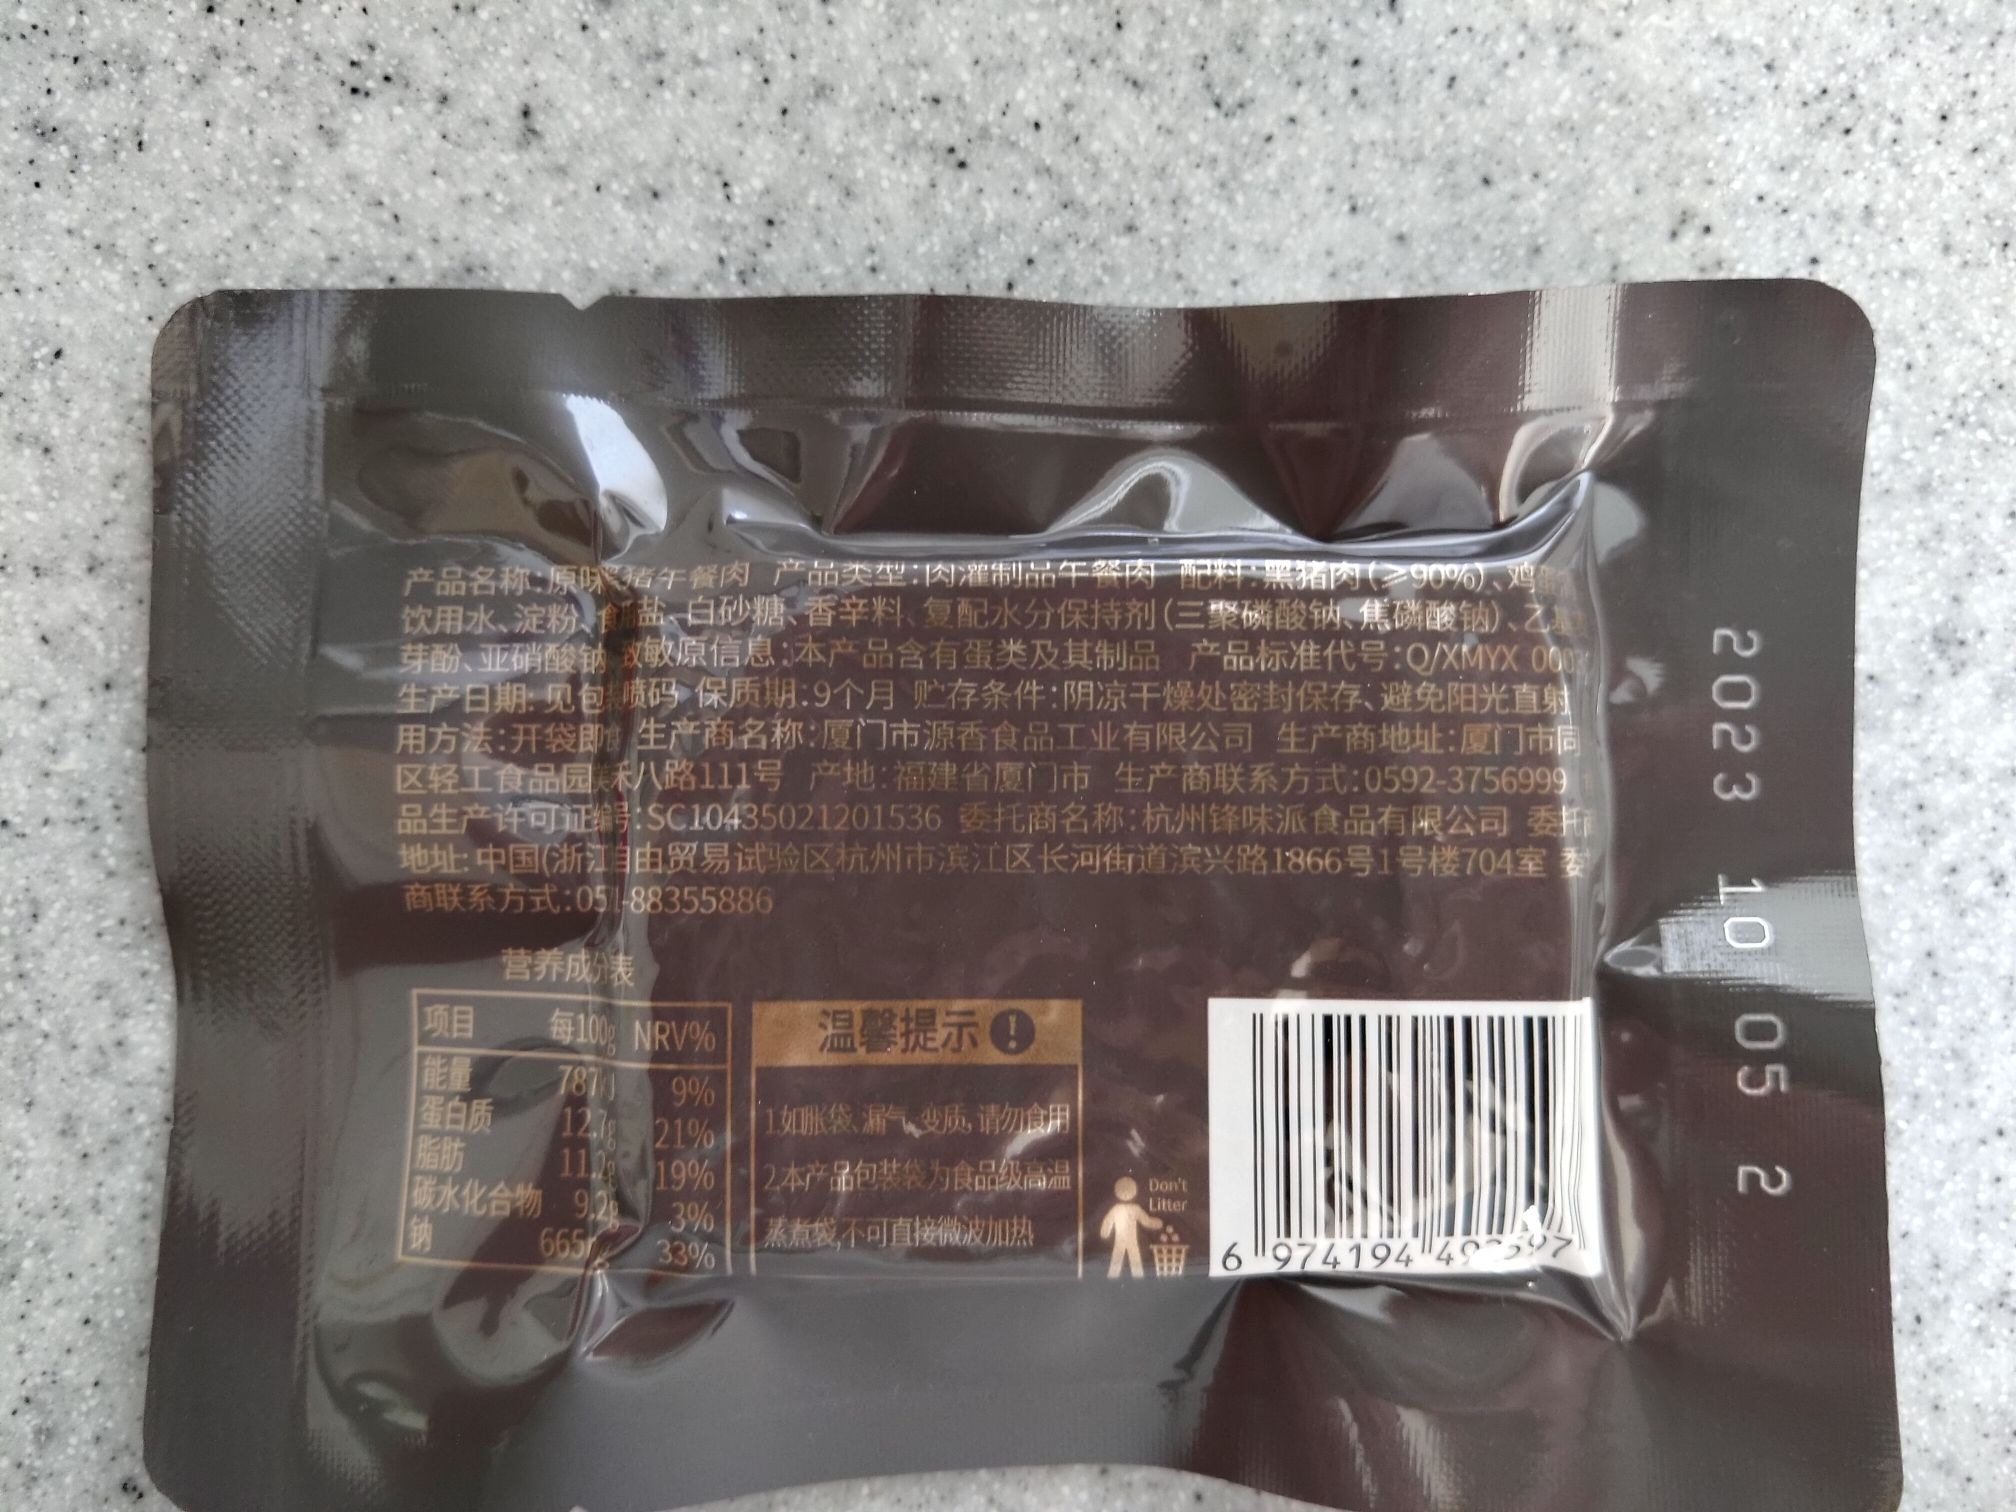 产品名称:原味猪午餐肉 产品类型:肉灌制品午餐肉 配料:黑猪肉(≥90%)、鸡
饮用水、淀粉、食盐、白砂糖、香辛料、复配水分保持剂(三聚磷酸钠、焦磷酸钠)、乙基
芽酚、亚硝酸钠 致敏原信息:本产品含有蛋类及其制品 产品标准代号:Q/XMYX 000
生产日期:见包装喷码 保质期:9个月 贮存条件:阴凉干燥处密封保存、避免阳光直射
用方法:开袋即 生产商名称:厦门市源香食品工业有限公司 生产商地址:厦门市同
区轻工食品园美禾八路111号 产地:福建省厦门市 生产商联系方式:0592-3756999
品生产许可证编号:SC10435021201536 委托商名称:杭州锋味派食品有限公司 委托
地址:中国(浙江自由贸易试验区杭州市滨江区长河街道滨兴路1866号1号楼704室 委
商联系方式:0571-88355886
营养成分表
项目 每100g NRV%
能量 787kJ 9%
蛋白质 12.7g 21%
脂肪 11.2g 19%
碳水化合物 9.2g 3%
钠 665mg 33%
温馨提示!
1.如胀袋、漏气、变质,请勿食用
2.本产品包装袋为食品级高温
蒸煮袋,不可直接微波加热
Don't
Litter
6 974194
2023 10 05 2